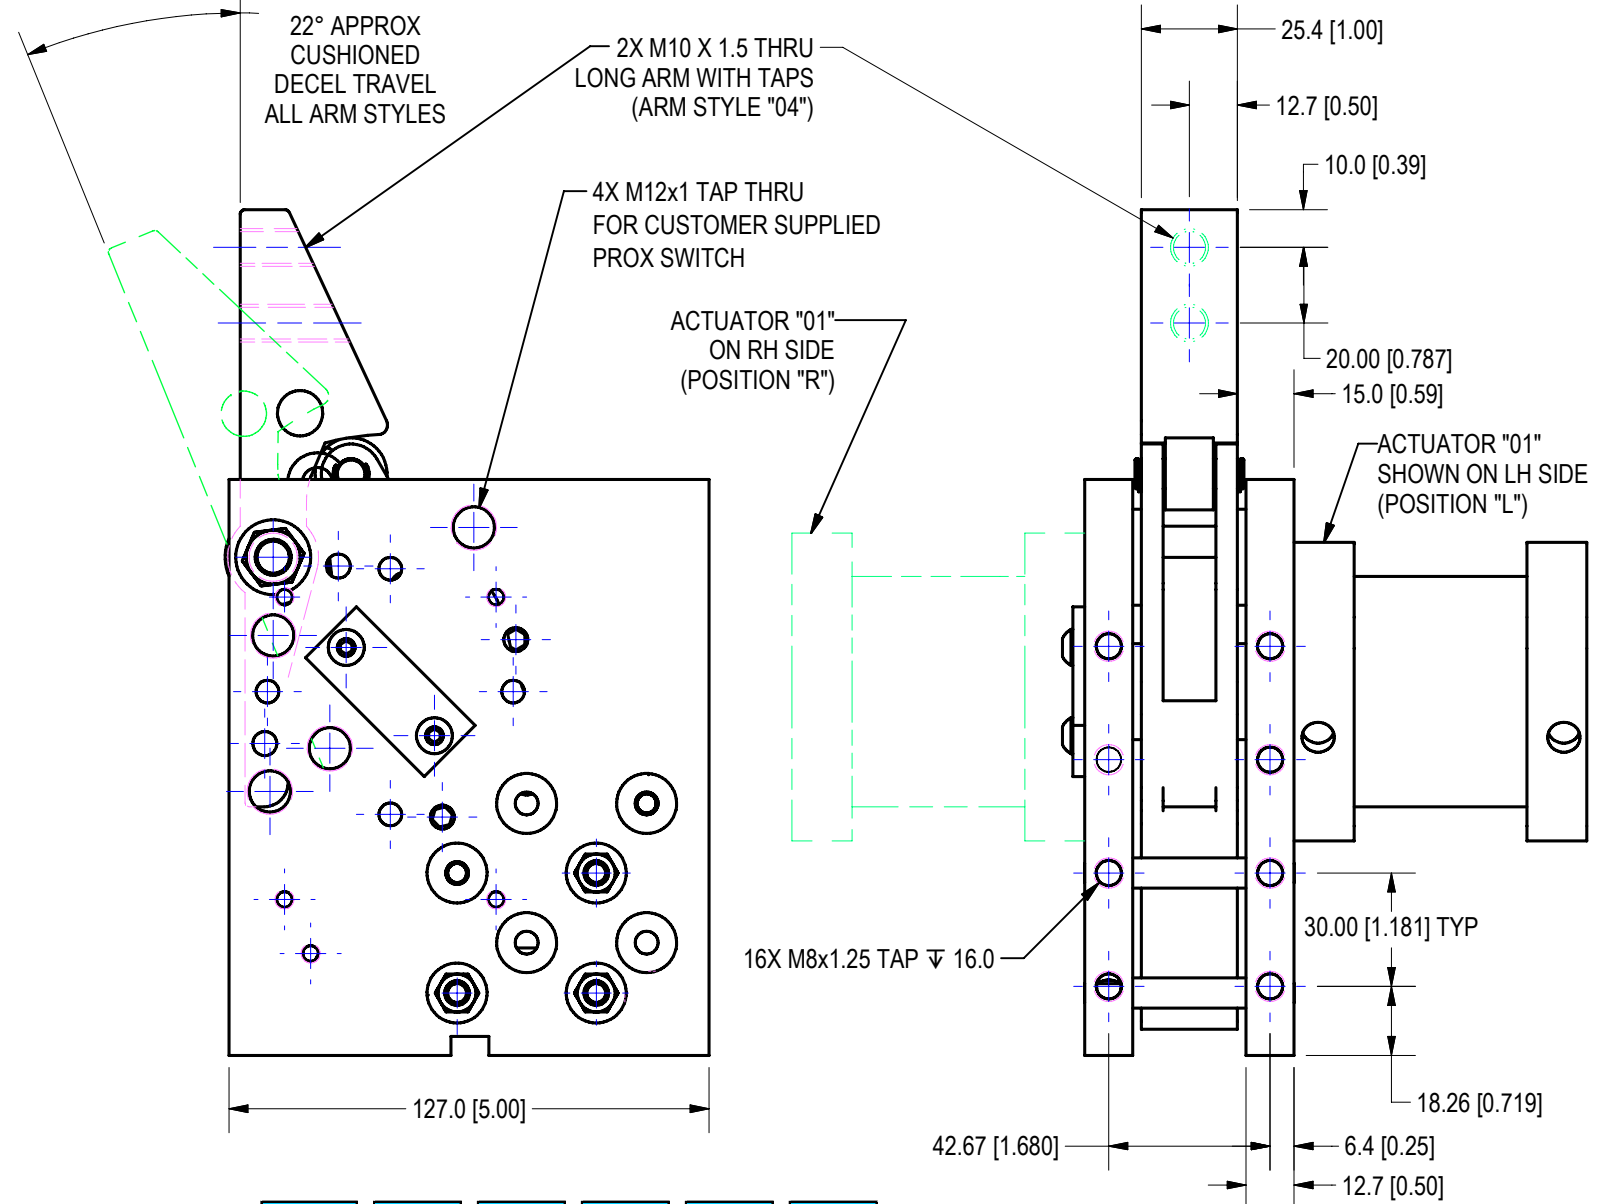 22° APPROX
CUSHIONED
DECEL TRAVEL
ALL ARM STYLES
2X M10 X 1.5 THRU
LONG ARM WITH TAPS
(ARM STYLE "04")
4X M12x1 TAP THRU
FOR CUSTOMER SUPPLIED
PROX SWITCH
ACTUATOR "01"
ON RH SIDE
(POSITION "R")
25.4 [1.00]
12.7 [0.50]
10.0 [0.39]
20.00 [0.787]
15.0 [0.59]
ACTUATOR "01"
SHOWN ON LH SIDE
(POSITION "L")
16X M8x1.25 TAP ↧ 16.0
30.00 [1.181] TYP
18.26 [0.719]
127.0 [5.00]
42.67 [1.680]
6.4 [0.25]
12.7 [0.50]